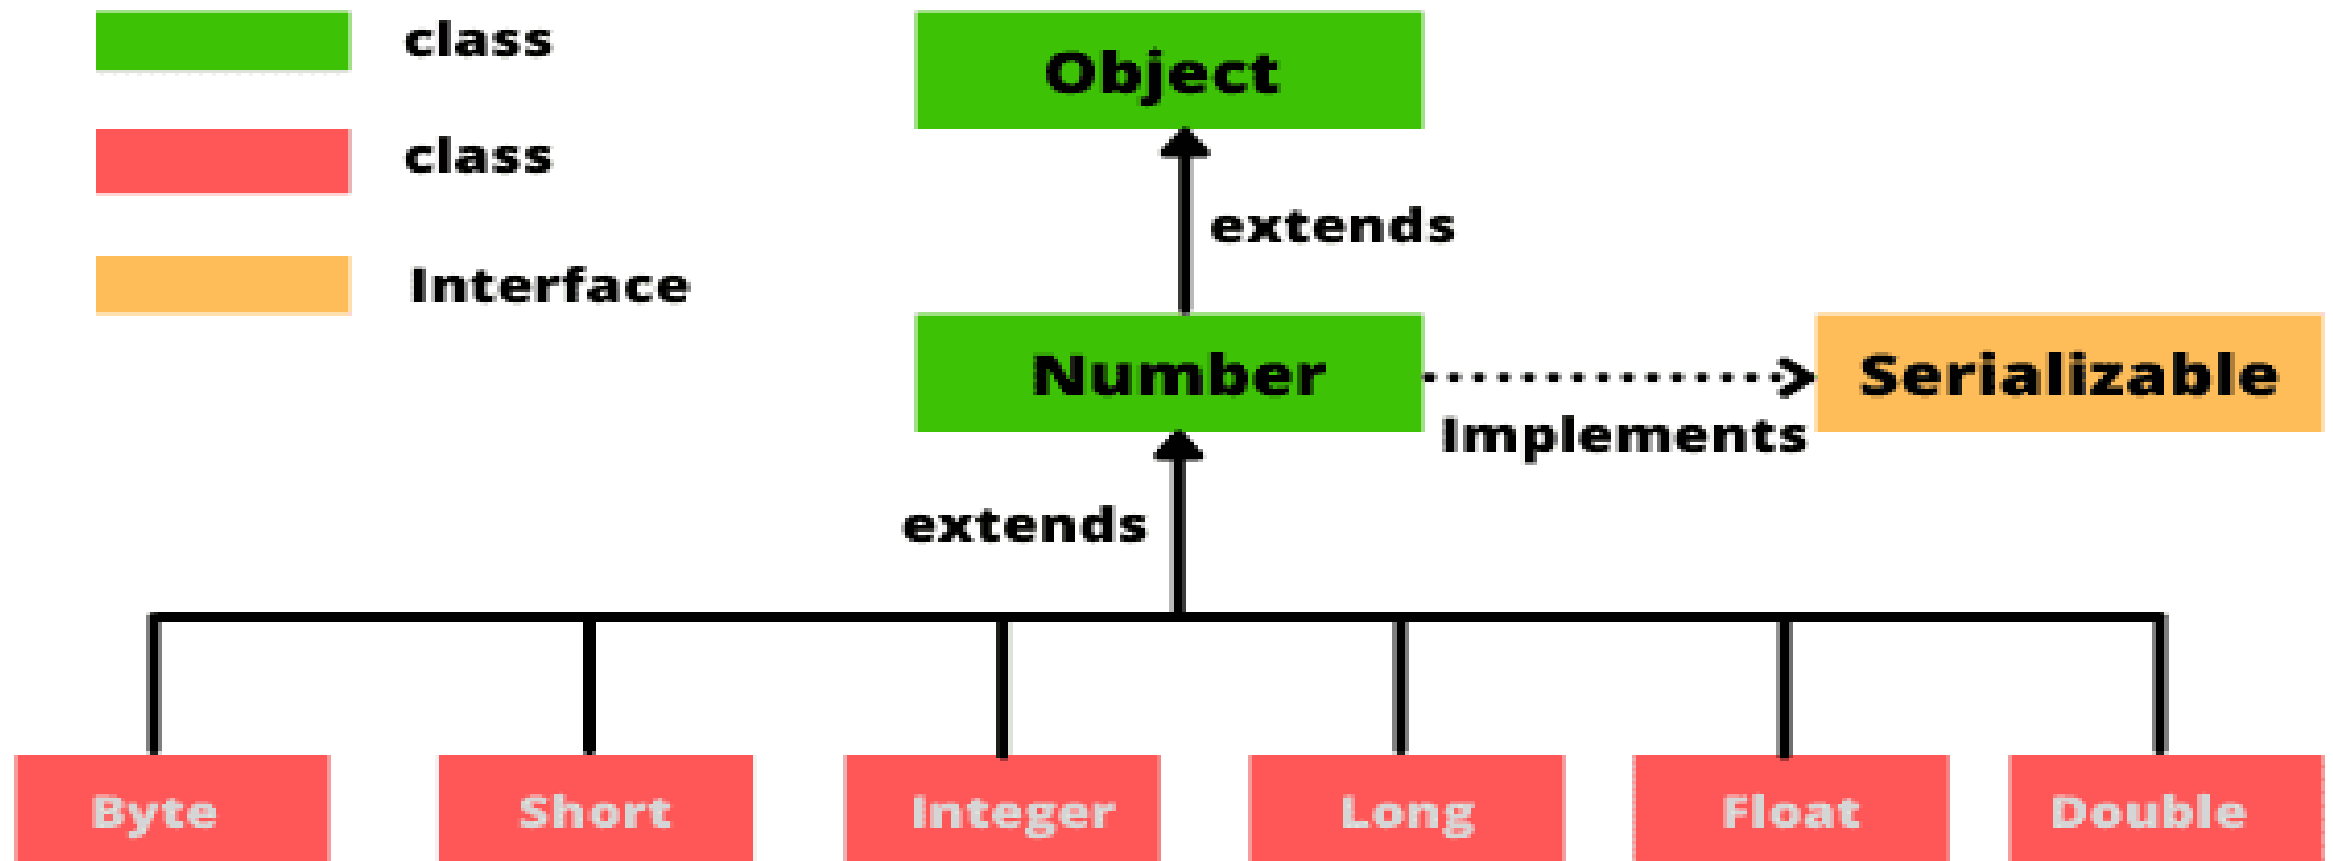 class
class
Interface
Object
extends
Number
Serializable
Implements
extends
Byte
Short
Integer
Long
Float
Double